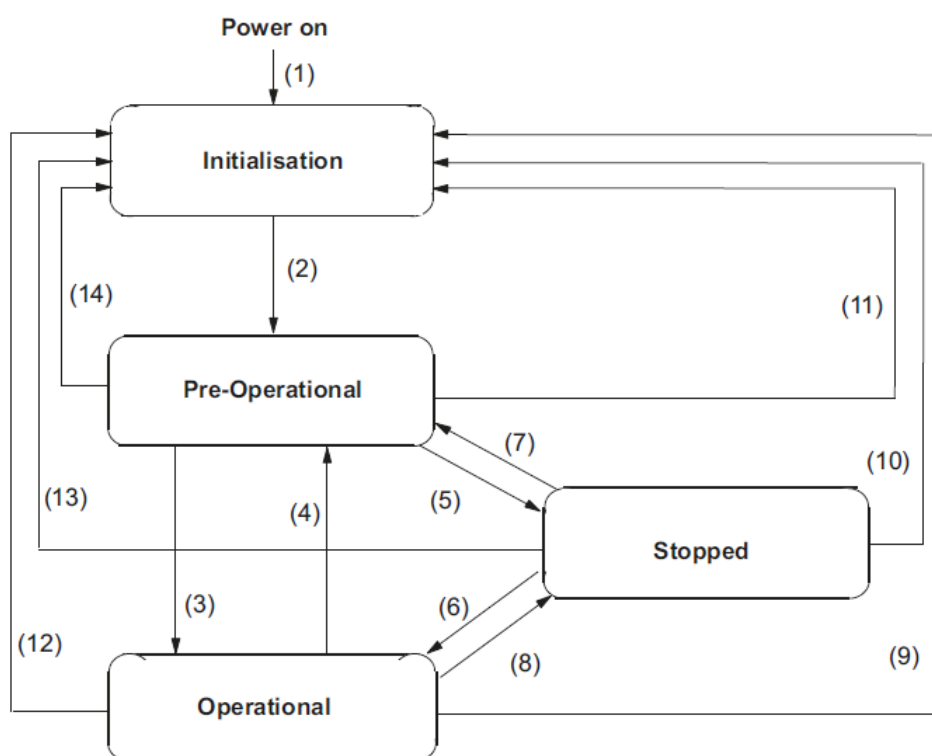 Power on
(1)
Initialisation
(2)
(14)
(11)
Pre-Operational
(7)
(10)
(5)
(13)
(4)
Stopped
(3)
(6)
(12)
(8)
(9)
Operational